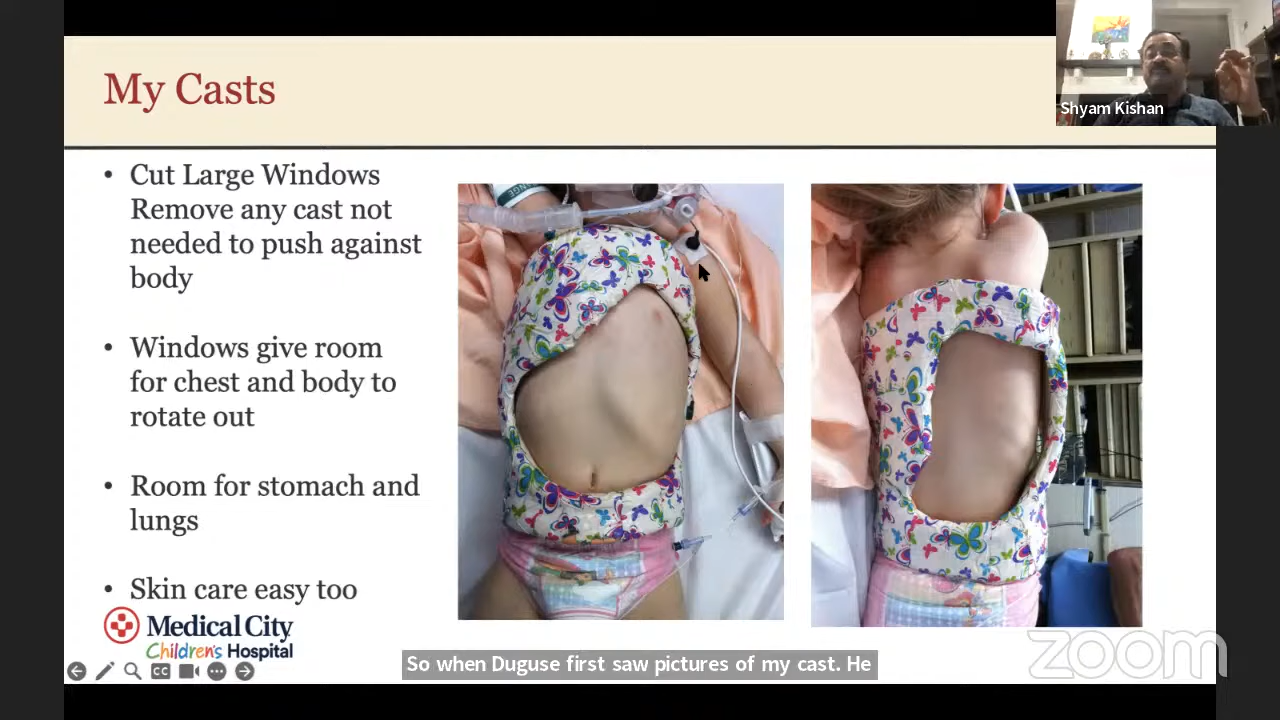 My Casts
Shyam Kishan
• Cut Large Windows
Remove any cast not
needed to push against
body
• Windows give room
for chest and body to
rotate out
• Room for stomach and
lungs
• Skin care easy too
Medical City
Children's Hospital
CC
So when Duguse first saw pictures of my cast. He
zoom